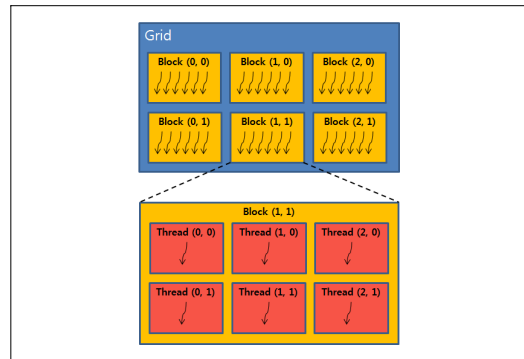 Grid
Block (0, 0) Block (1, 0) Block (2, 0)
Block (0, 1) Block (1, 1) Block (2, 1)
Block (1, 1)
Thread (0, 0) Thread (1, 0) Thread (2, 0)
Thread (0, 1) Thread (1, 1) Thread (2, 1)